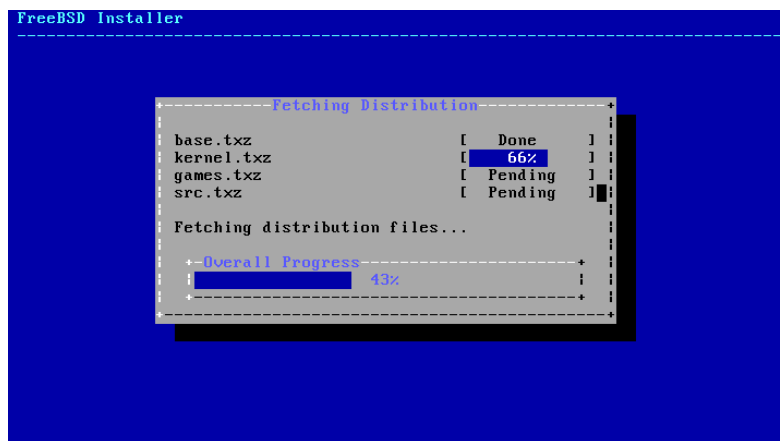 FreeBSD Installer
Fetching Distribution
base.txz [ Done ]
kernel.txz [ 66% ]
games.txz [ Pending ]
src.txz [ Pending ]
Fetching distribution files...
Overall Progress
43%